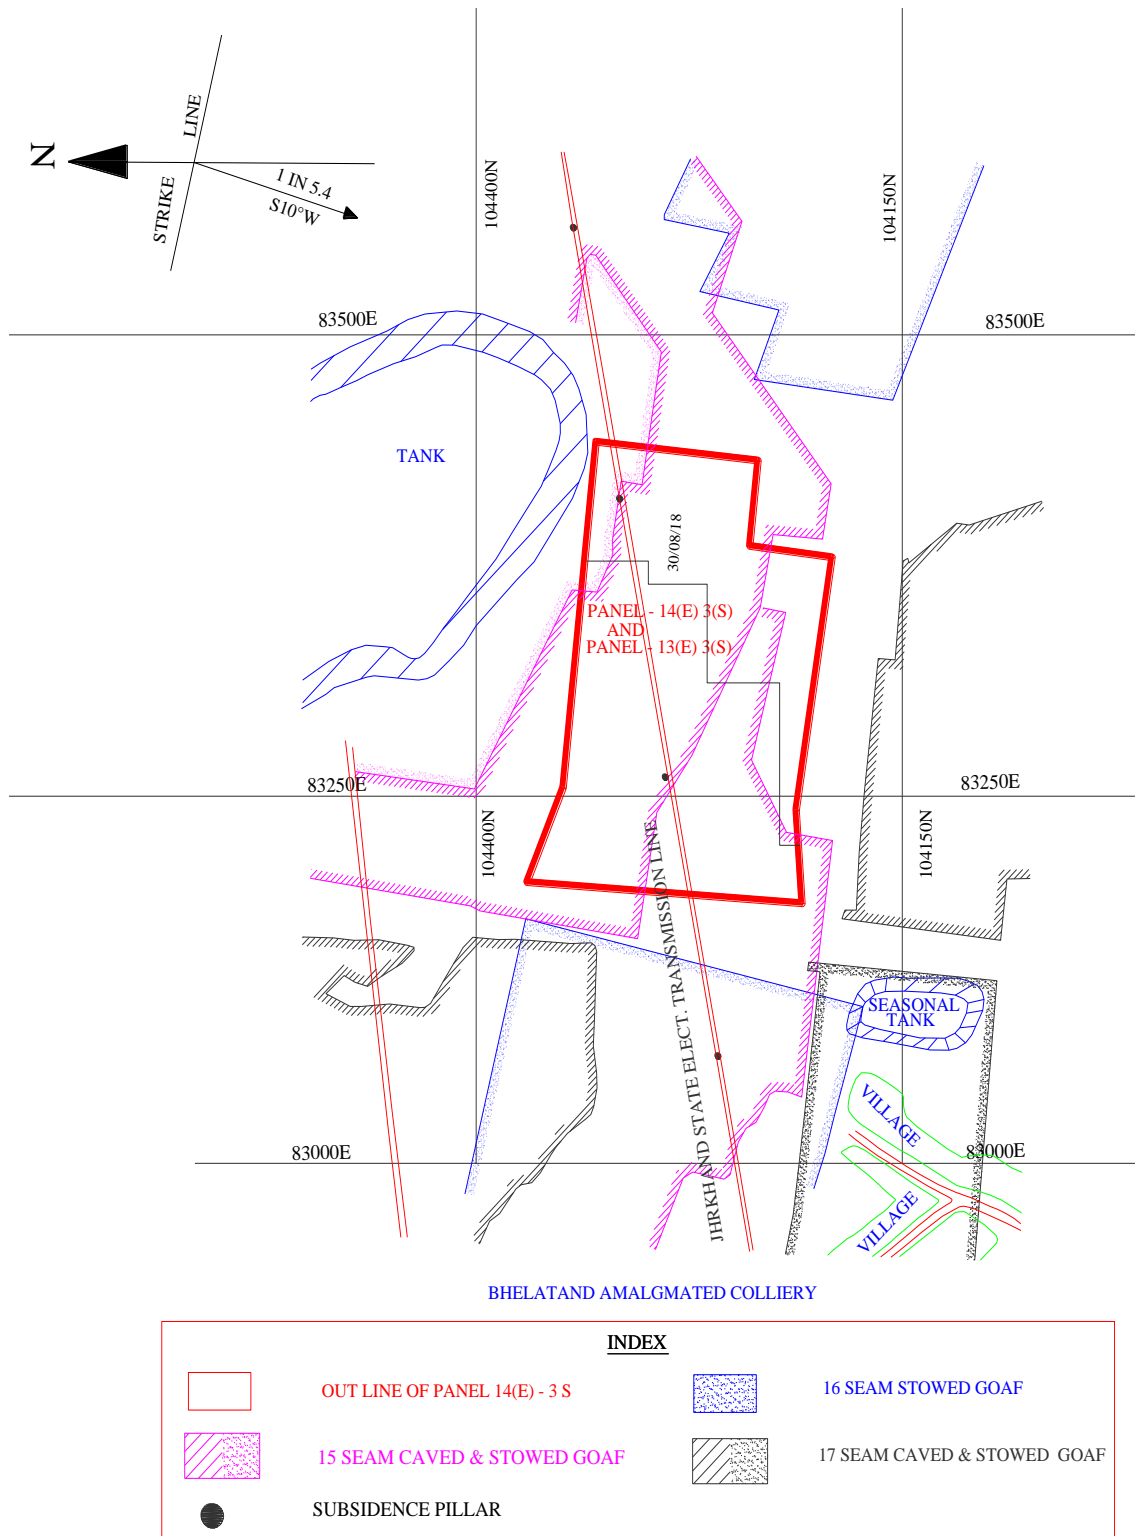 N
LINE
STRIKE
1 IN 5.4
S10°W
104400N
104150N
83500E
83500E
TANK
30/08/18
PANEL - 14(E) 3(S)
AND
PANEL - 13(E) 3(S)
83250E
83250E
104400N
104150N
JHRKHAND STATE ELECT. TRANSMISSION LINE
SEASONAL
TANK
VILLAGE
83000E
83000E
VILLAGE
BHELATAND AMALGMATED COLLIERY
INDEX
OUT LINE OF PANEL 14(E) - 3 S
16 SEAM STOWED GOAF
15 SEAM CAVED & STOWED GOAF
17 SEAM CAVED & STOWED GOAF
SUBSIDENCE PILLAR